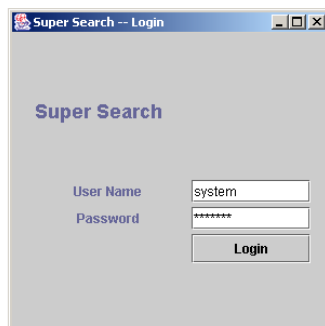 Super Search -- Login
Super Search
User Name system
Password *******
Login